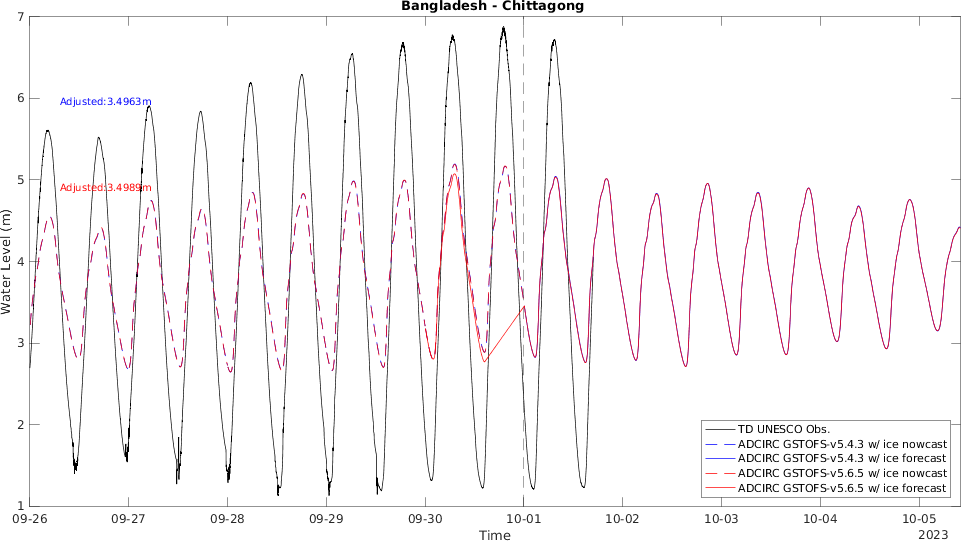 Bangladesh - Chittagong
7
6
5
4
3
2
1
Water Level (m)
Adjusted:3.4963m
Adjusted:3.4989m
TD UNESCO Obs.
ADCIRC GSTOFS-v5.4.3 w/ ice nowcast
ADCIRC GSTOFS-v5.4.3 w/ ice forecast
ADCIRC GSTOFS-v5.6.5 w/ ice nowcast
ADCIRC GSTOFS-v5.6.5 w/ ice forecast
09-26 09-27 09-28 09-29 09-30 10-01 10-02 10-03 10-04 10-05
Time
2023